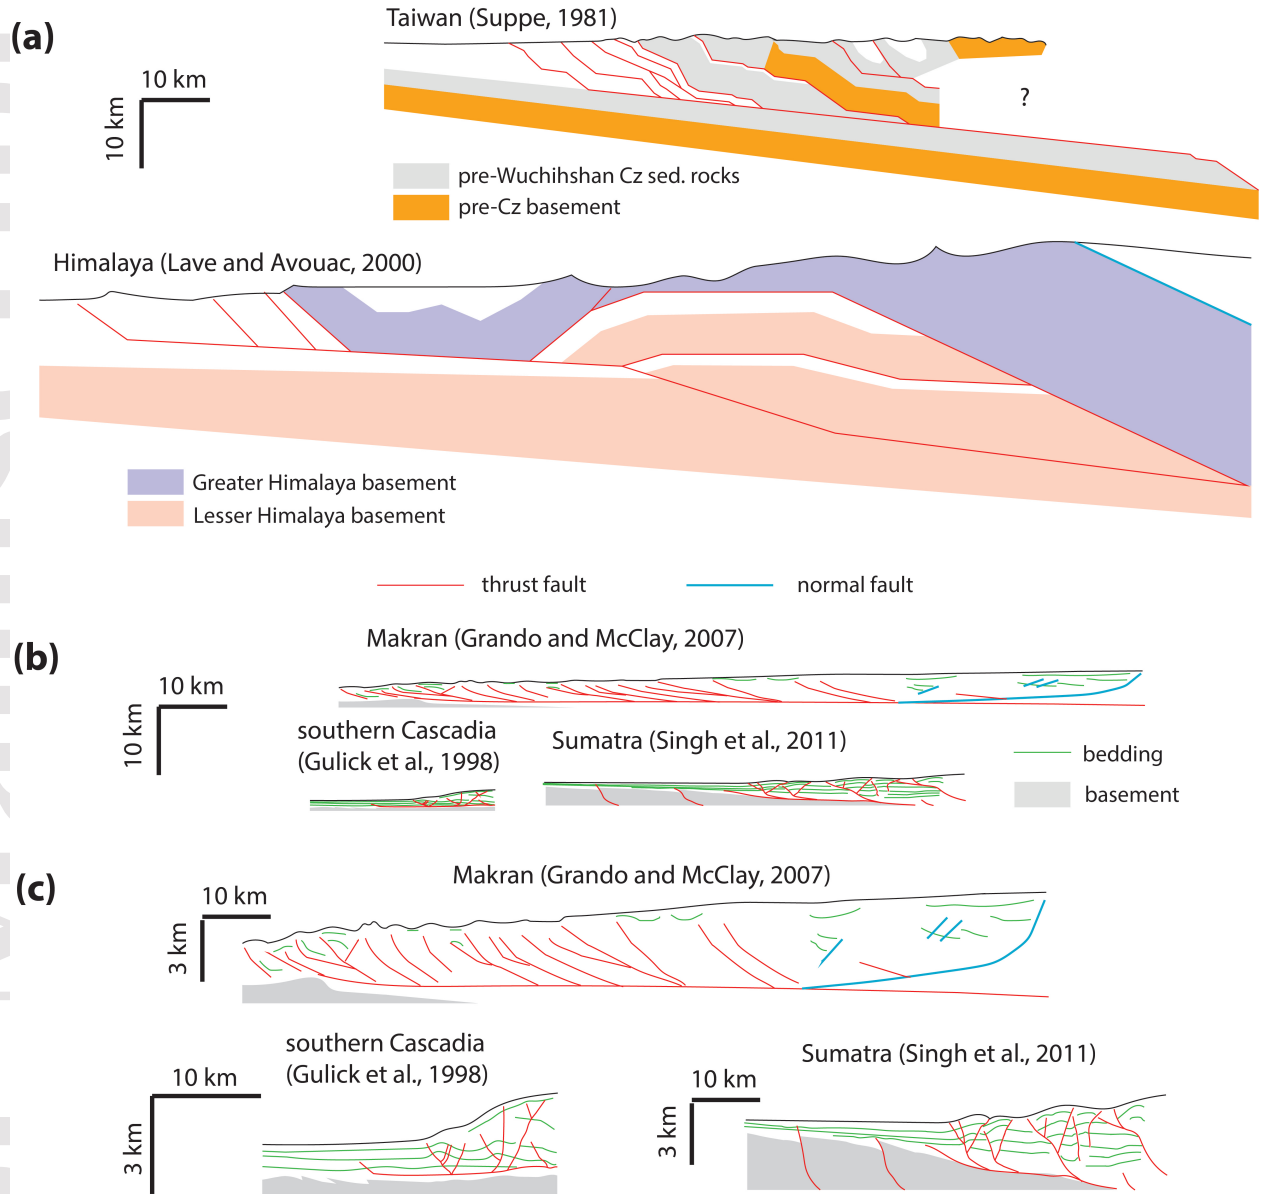 (a)
Taiwan (Suppe, 1981)
10 km
10 km
?
pre-Wuchihshan Cz sed. rocks
pre-Cz basement
Himalaya (Lave and Avouac, 2000)
Greater Himalaya basement
Lesser Himalaya basement
thrust fault
normal fault
(b)
Makran (Grando and McClay, 2007)
10 km
10 km
southern Cascadia
(Gulick et al., 1998)
Sumatra (Singh et al., 2011)
bedding
basement
(c)
Makran (Grando and McClay, 2007)
10 km
3 km
southern Cascadia
(Gulick et al., 1998)
10 km
3 km
Sumatra (Singh et al., 2011)
10 km
3 km